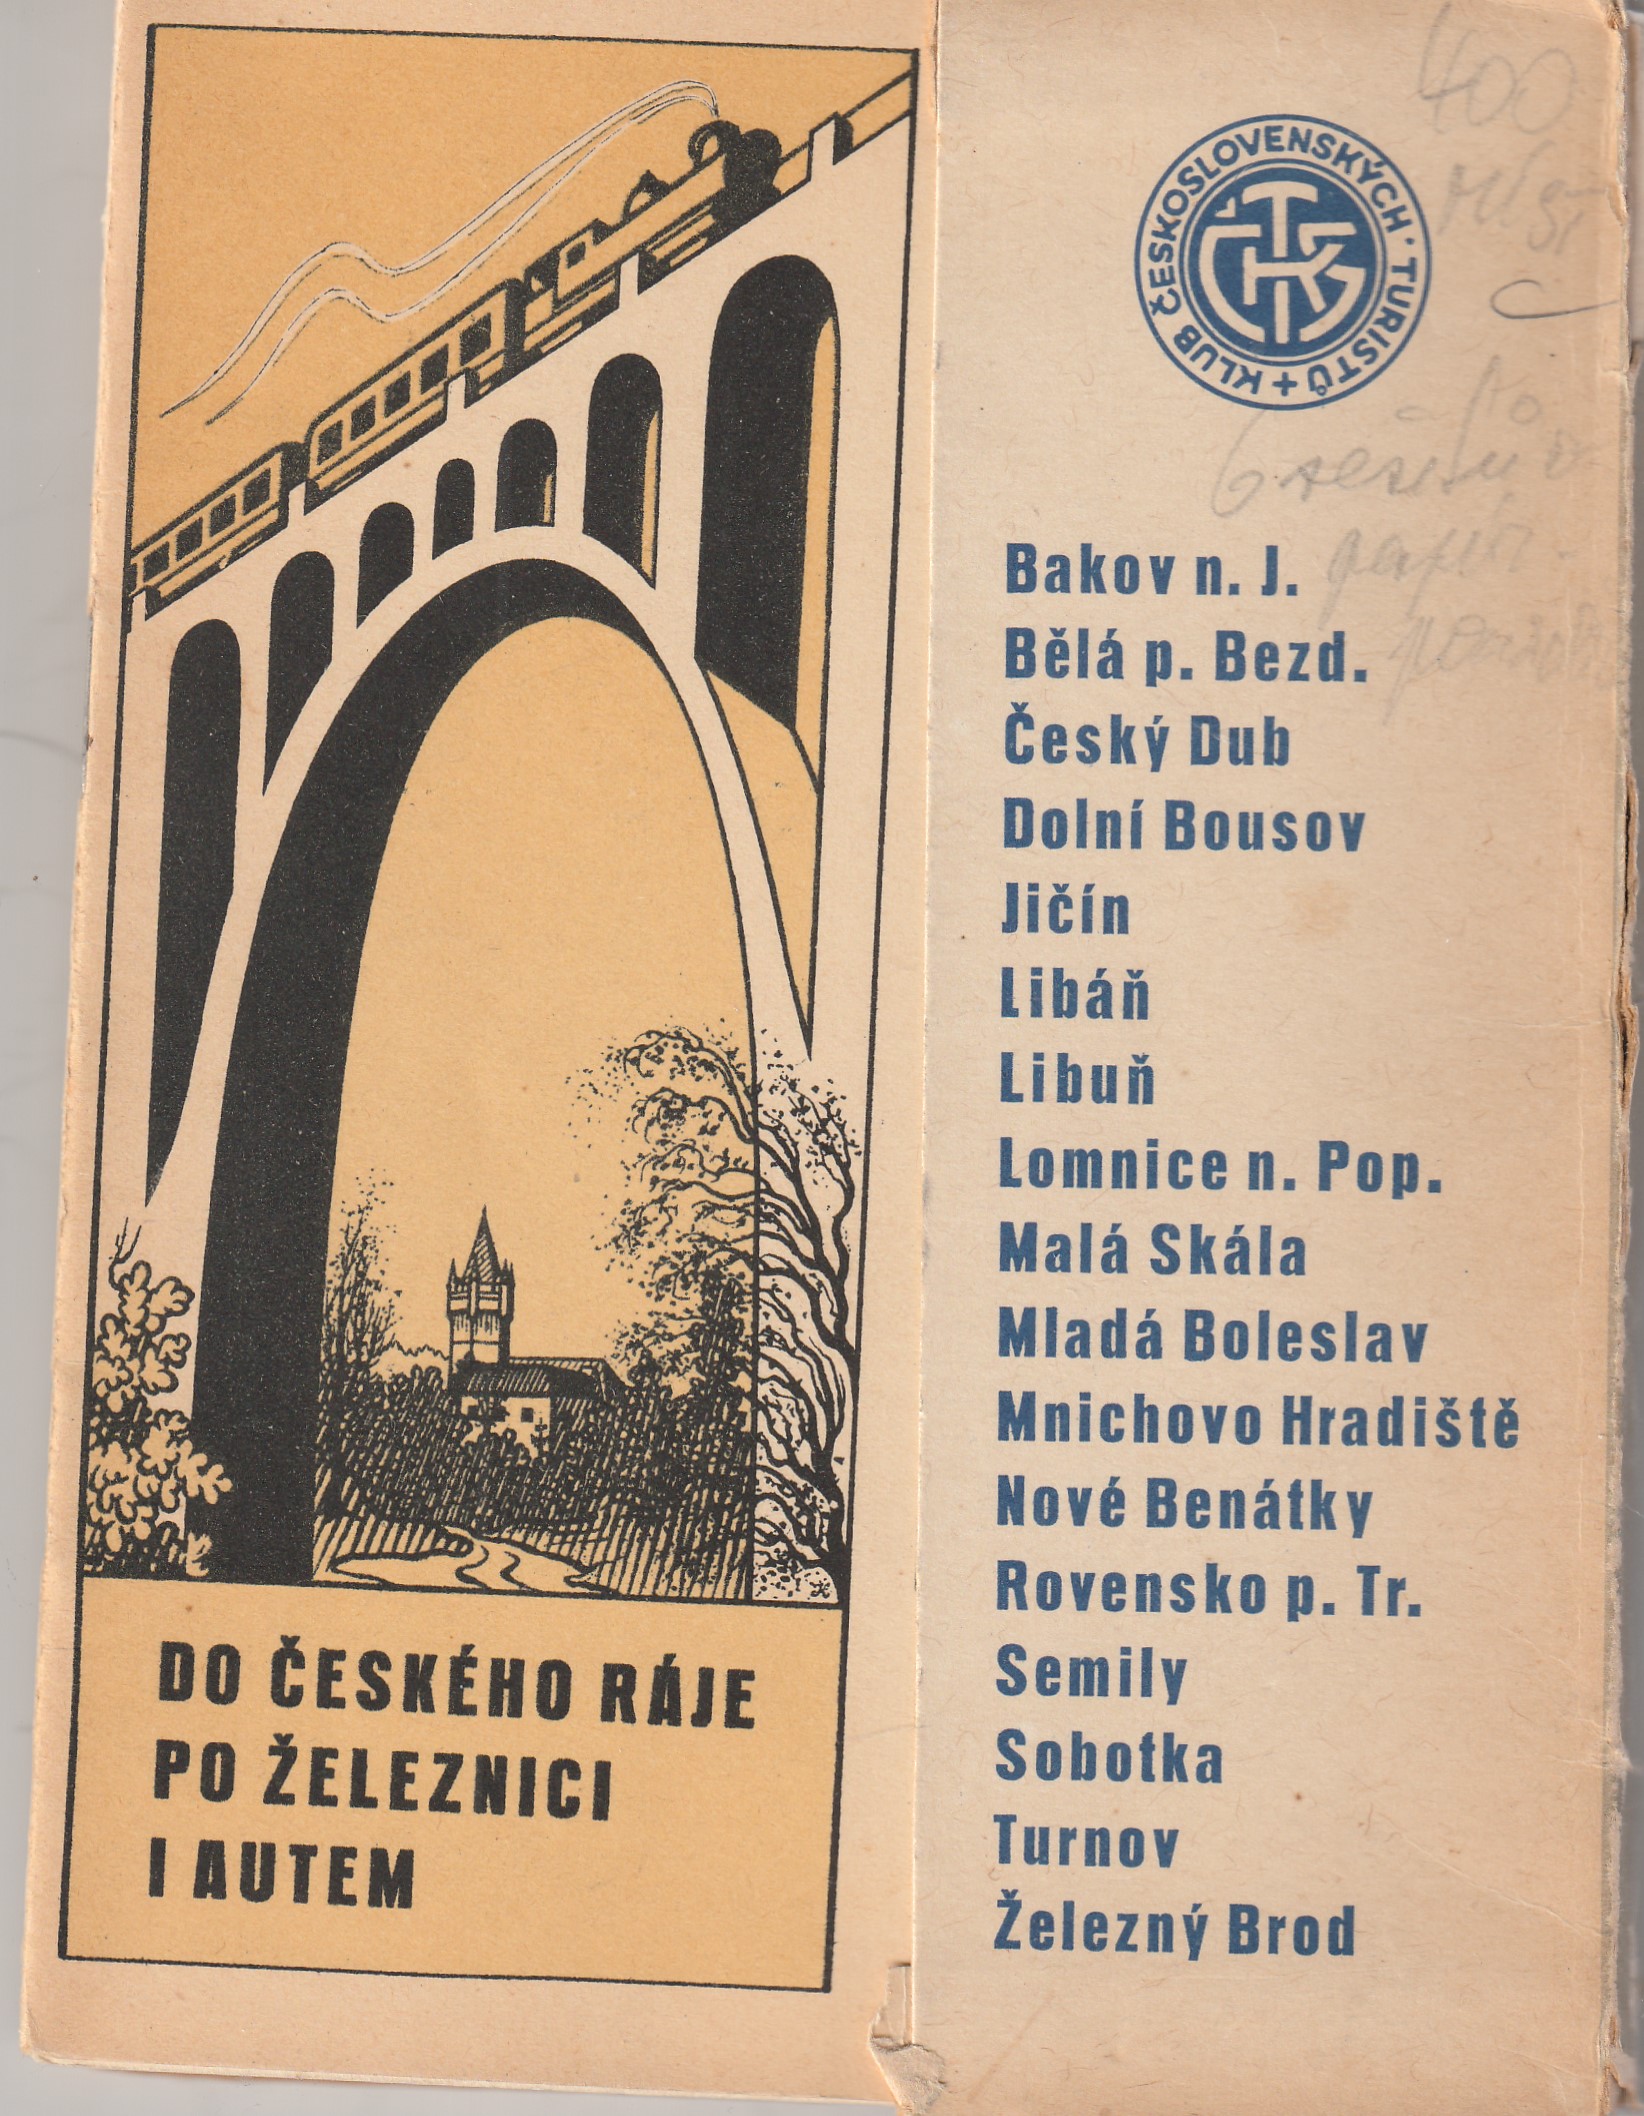 DO ČESKÉHO RÁJE
PO ŽELEZNICI
I AUTEM
KLUB ČESKOSLOVENSKÝCH · TURISTŮ +
KČST
400
Bakov n. J.
Bělá p. Bezd.
Český Dub
Dolní Bousov
Jičín
Libáň
Libuň
Lomnice n. Pop.
Malá Skála
Mladá Boleslav
Mnichovo Hradiště
Nové Benátky
Rovensko p. Tr.
Semily
Sobotka
Turnov
Železný Brod